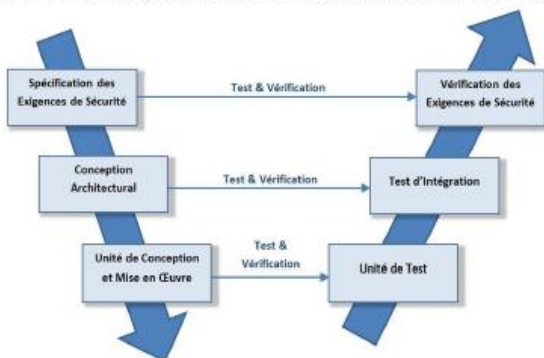 Spécification des
Exigences de Sécurité
Test & Vérification
Vérification des
Exigences de Sécurité
Conception
Architectural
Test & Vérification
Test d'Intégration
Unité de Conception
et Mise en Œuvre
Test &
Vérification
Unité de Test